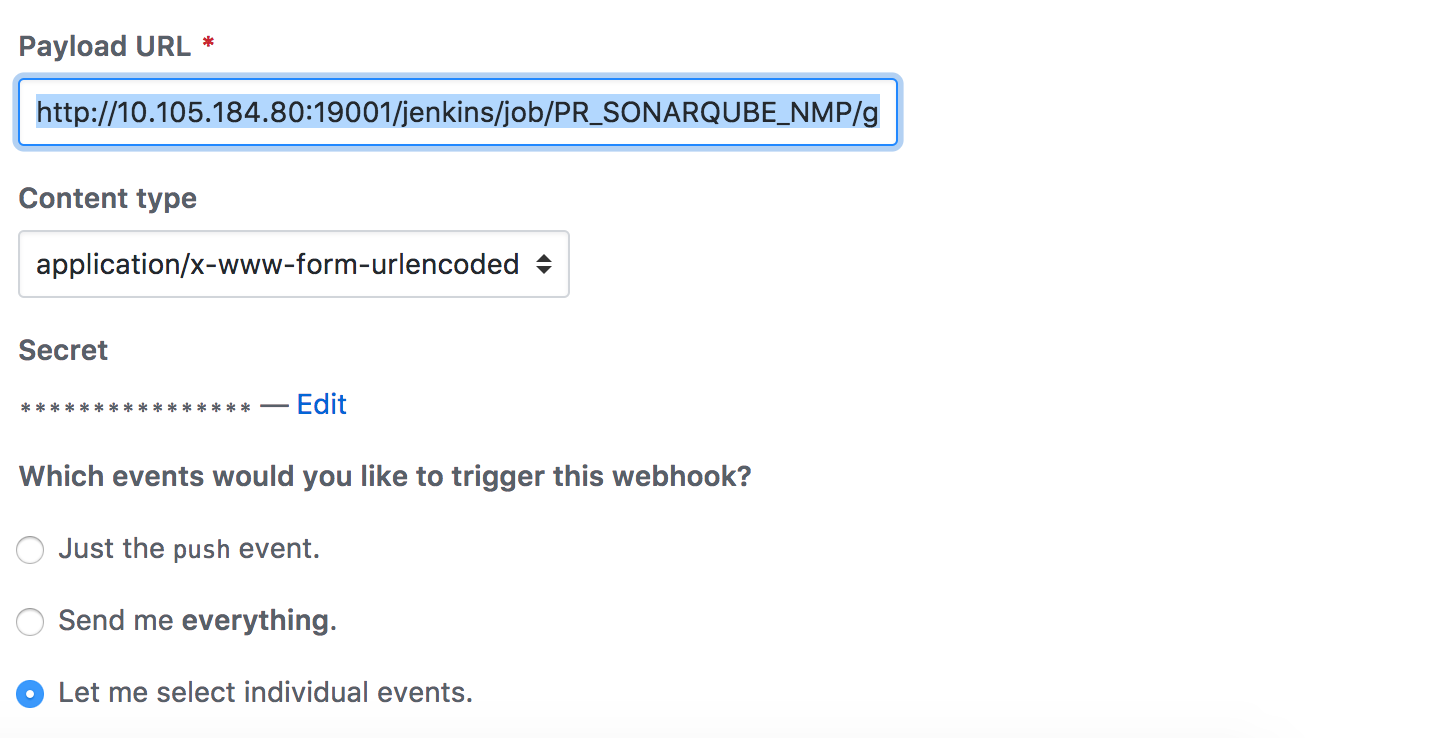 Payload URL *
http://10.105.184.80:19001/jenkins/job/PR_SONARQUBE_NMP/g
Content type
application/x-www-form-urlencoded
Secret
**************** — Edit
Which events would you like to trigger this webhook?
Just the push event.
Send me everything.
Let me select individual events.